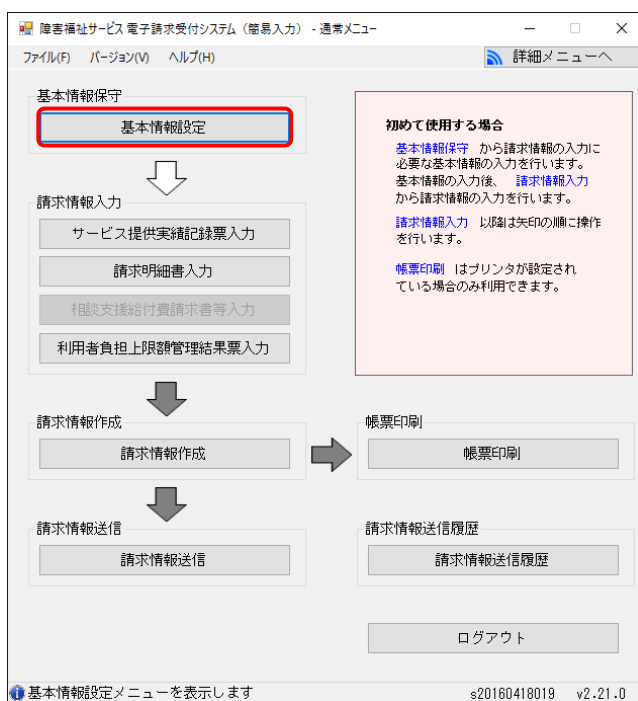 障害福祉サービス 電子請求受付システム（簡易入力） - 通常メニュー
ファイル(F) バージョン(V) ヘルプ(H) 詳細メニューへ
基本情報保守
基本情報設定
初めて使用する場合
基本情報保守 から請求情報の入力に
必要な基本情報の入力を行います。
基本情報の入力後、 請求情報入力
から請求情報の入力を行います。
請求情報入力 以降は矢印の順に操作
を行います。
帳票印刷 はプリンタが設定され
ている場合のみ利用できます。
請求情報入力
サービス提供実績記録票入力
請求明細書入力
相談支援給付費請求書等入力
利用者負担上限額管理結果票入力
請求情報作成
請求情報作成
帳票印刷
帳票印刷
請求情報送信
請求情報送信
請求情報送信履歴
請求情報送信履歴
ログアウト
基本情報設定メニューを表示します s20160418019 v2.21.0